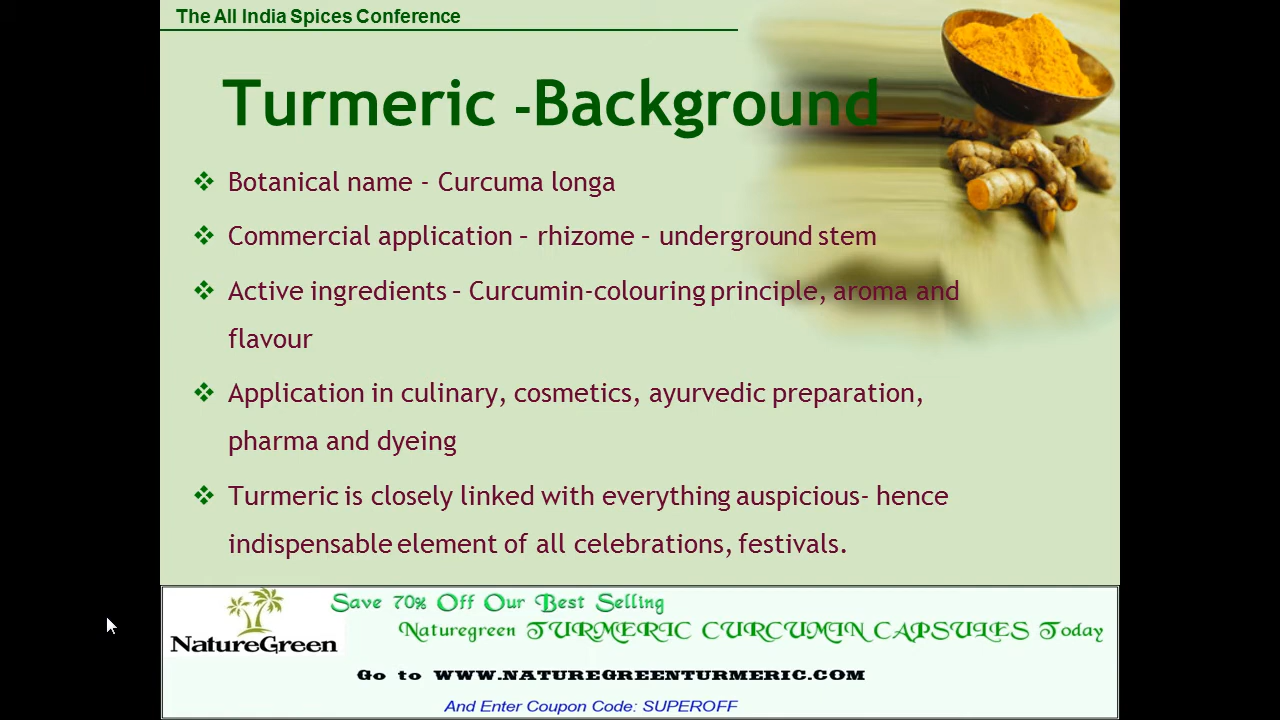 The All India Spices Conference
Turmeric -Background
Botanical name - Curcuma longa
Commercial application – rhizome – underground stem
Active ingredients – Curcumin-colouring principle, aroma and
flavour
Application in culinary, cosmetics, ayurvedic preparation,
pharma and dyeing
Turmeric is closely linked with everything auspicious- hence
indispensable element of all celebrations, festivals.
NatureGreen
Save 70% Off Our Best Selling
Naturegreen TURMERIC CURCUMIN CAPSULES Today
Go to WWW.NATUREGREENTURMERIC.COM
And Enter Coupon Code: SUPEROFF